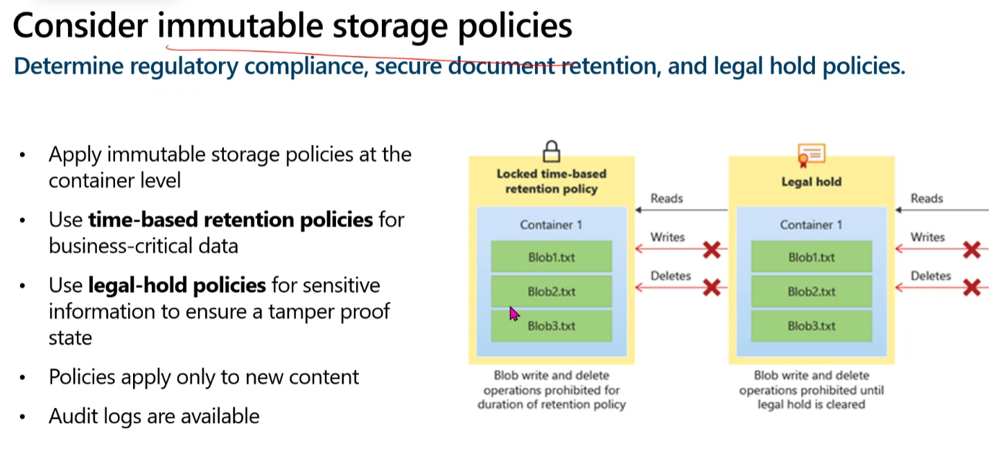 Consider immutable storage policies
Determine regulatory compliance, secure document retention, and legal hold policies.
• Apply immutable storage policies at the
container level
• Use time-based retention policies for
business-critical data
• Use legal-hold policies for sensitive
information to ensure a tamper proof
state
• Policies apply only to new content
• Audit logs are available
Locked time-based
retention policy
Container 1
Blob1.txt
Blob2.txt
Blob3.txt
Blob write and delete
operations prohibited for
duration of retention policy
Reads
Writes
Deletes
Legal hold
Container 1
Blob1.txt
Blob2.txt
Blob3.txt
Blob write and delete
operations prohibited until
legal hold is cleared
Reads
Writes
Deletes